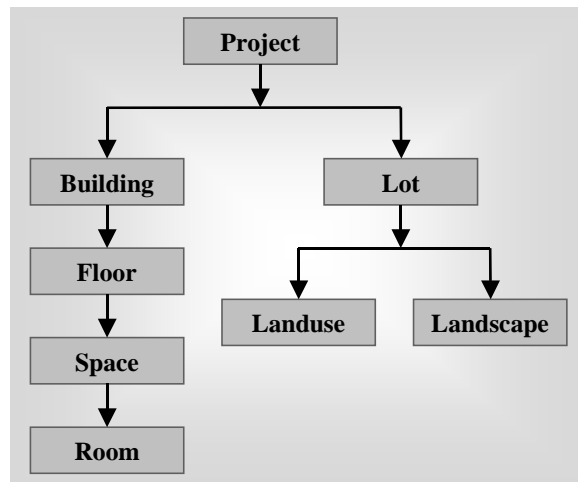 Project
Building
Lot
Floor
Landuse
Landscape
Space
Room